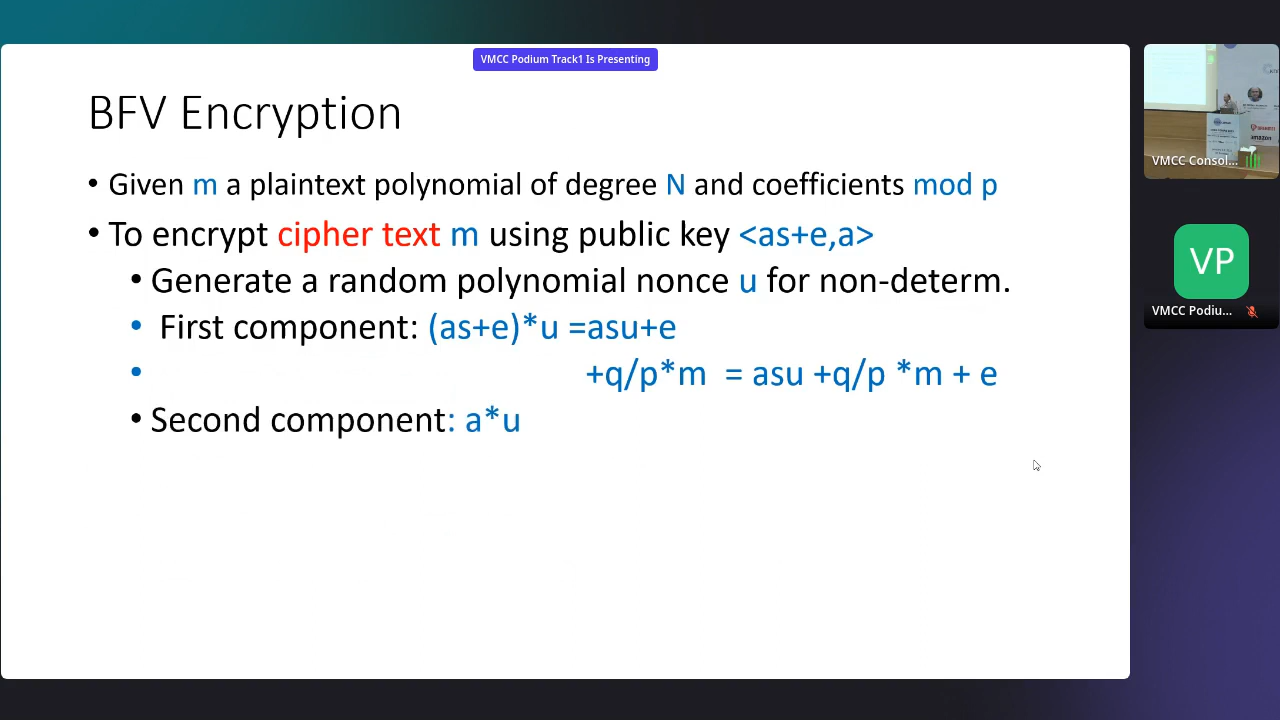 VMCC Podium Track1 Is Presenting
BFV Encryption
• Given m a plaintext polynomial of degree N and coefficients mod p
• To encrypt cipher text m using public key <as+e,a>
• Generate a random polynomial nonce u for non-determ.
• First component: (as+e)*u =asu+e
• +q/p*m = asu +q/p *m + e
• Second component: a*u
amazon
VMCC Consol...
VP
VMCC Podiu...